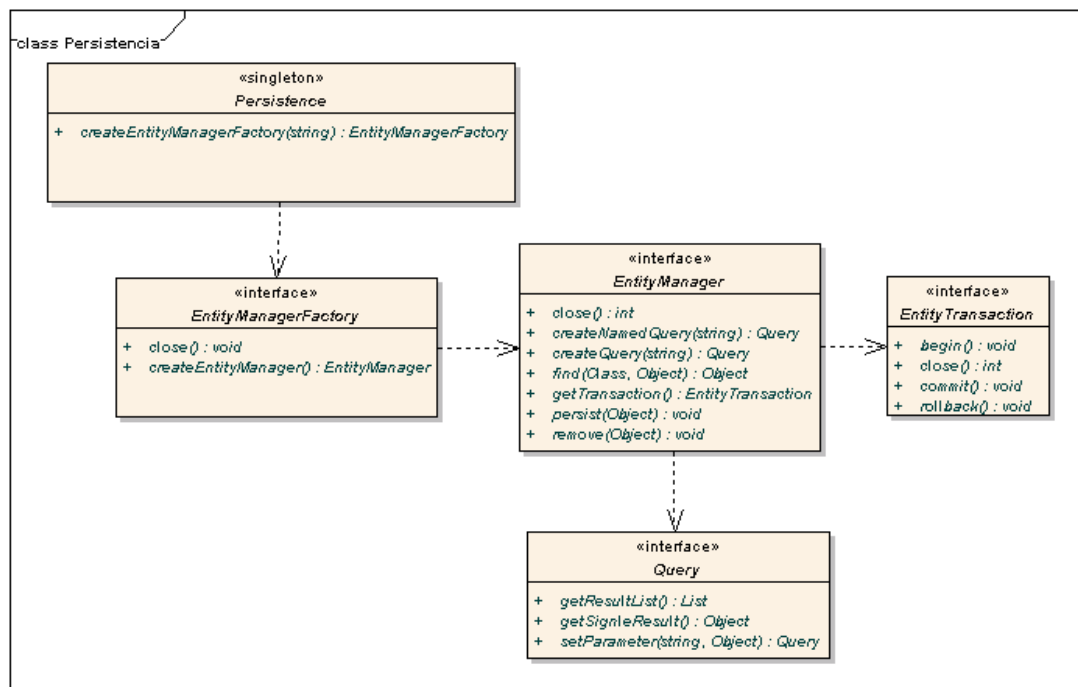 class Persistencia
«singleton»
Persistence
+ createEntityManagerFactory(string) : EntityManagerFactory
«interface»
EntityManagerFactory
+ close() : void
+ createEntityManager() : EntityManager
«interface»
EntityManager
+ close() : int
+ createNamedQuery(string) : Query
+ createQuery(string) : Query
+ find(Class, Object) : Object
+ getTransaction() : EntityTransaction
+ persist(Object) : void
+ remove(Object) : void
«interface»
EntityTransaction
+ begin() : void
+ close() : int
+ commit() : void
+ rollback() : void
«interface»
Query
+ getResultList() : List
+ getSignleResult() : Object
+ setParameter(string, Object) : Query